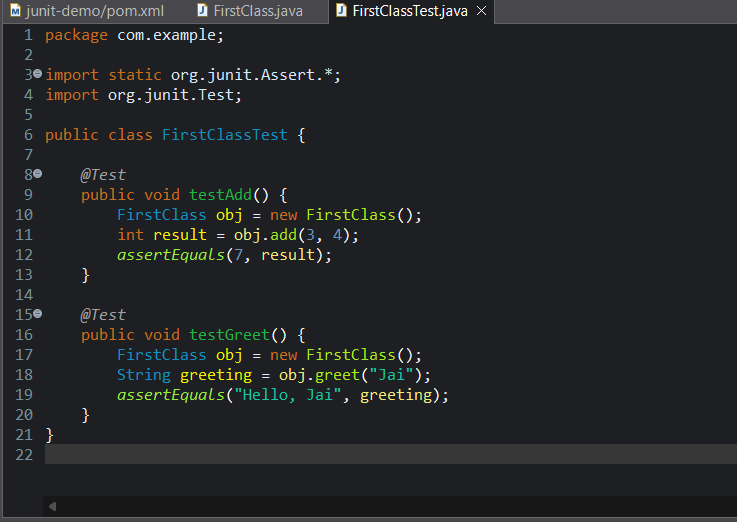 junit-demo/pom.xml FirstClass.java FirstClassTest.java
1 package com.example;
2
3 import static org.junit.Assert.*;
4 import org.junit.Test;
5
6 public class FirstClassTest {
7
8     @Test
9     public void testAdd() {
10         FirstClass obj = new FirstClass();
11         int result = obj.add(3, 4);
12         assertEquals(7, result);
13     }
14
15     @Test
16     public void testGreet() {
17         FirstClass obj = new FirstClass();
18         String greeting = obj.greet("Jai");
19         assertEquals("Hello, Jai", greeting);
20     }
21 }
22